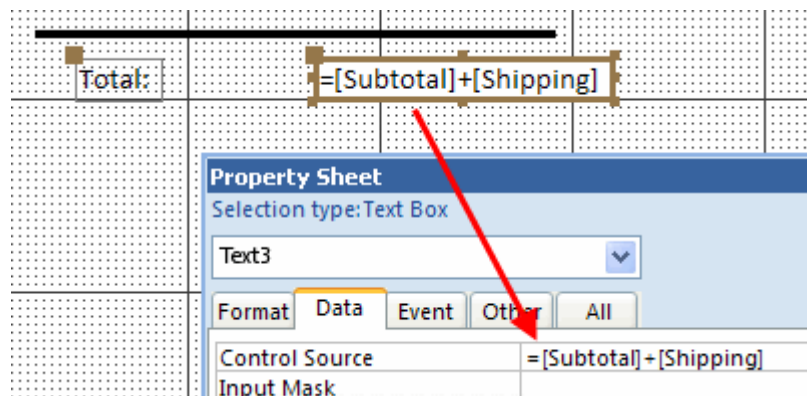 Total: =[Subtotal]+[Shipping]
Property Sheet
Selection type:Text Box
Text3
Format Data Event Other All
Control Source =[Subtotal]+[Shipping]
Input Mask